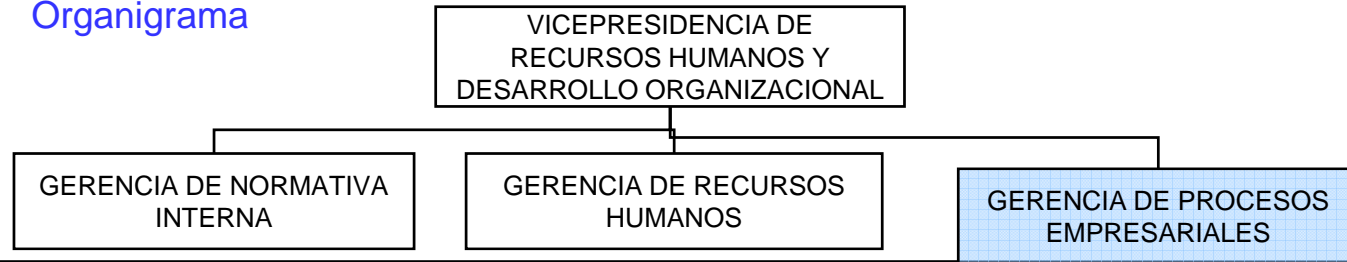 Organigrama
VICEPRESIDENCIA DE
RECURSOS HUMANOS Y
DESARROLLO ORGANIZACIONAL
GERENCIA DE NORMATIVA
INTERNA
GERENCIA DE RECURSOS
HUMANOS
GERENCIA DE PROCESOS
EMPRESARIALES